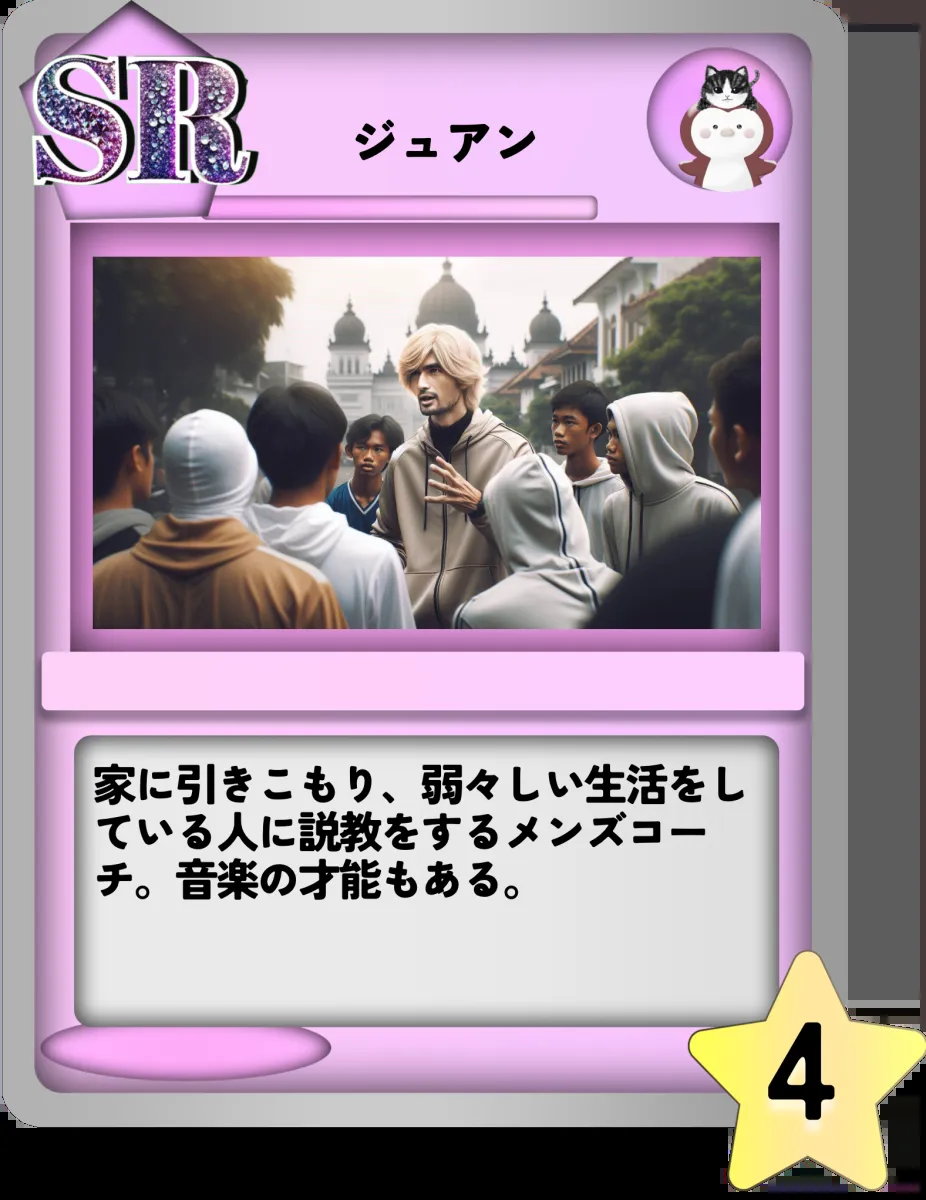 SR
ジュアン
家に引きこもり、弱々しい生活をし
ている人に説教をするメンズコー
チ。音楽の才能もある。
4